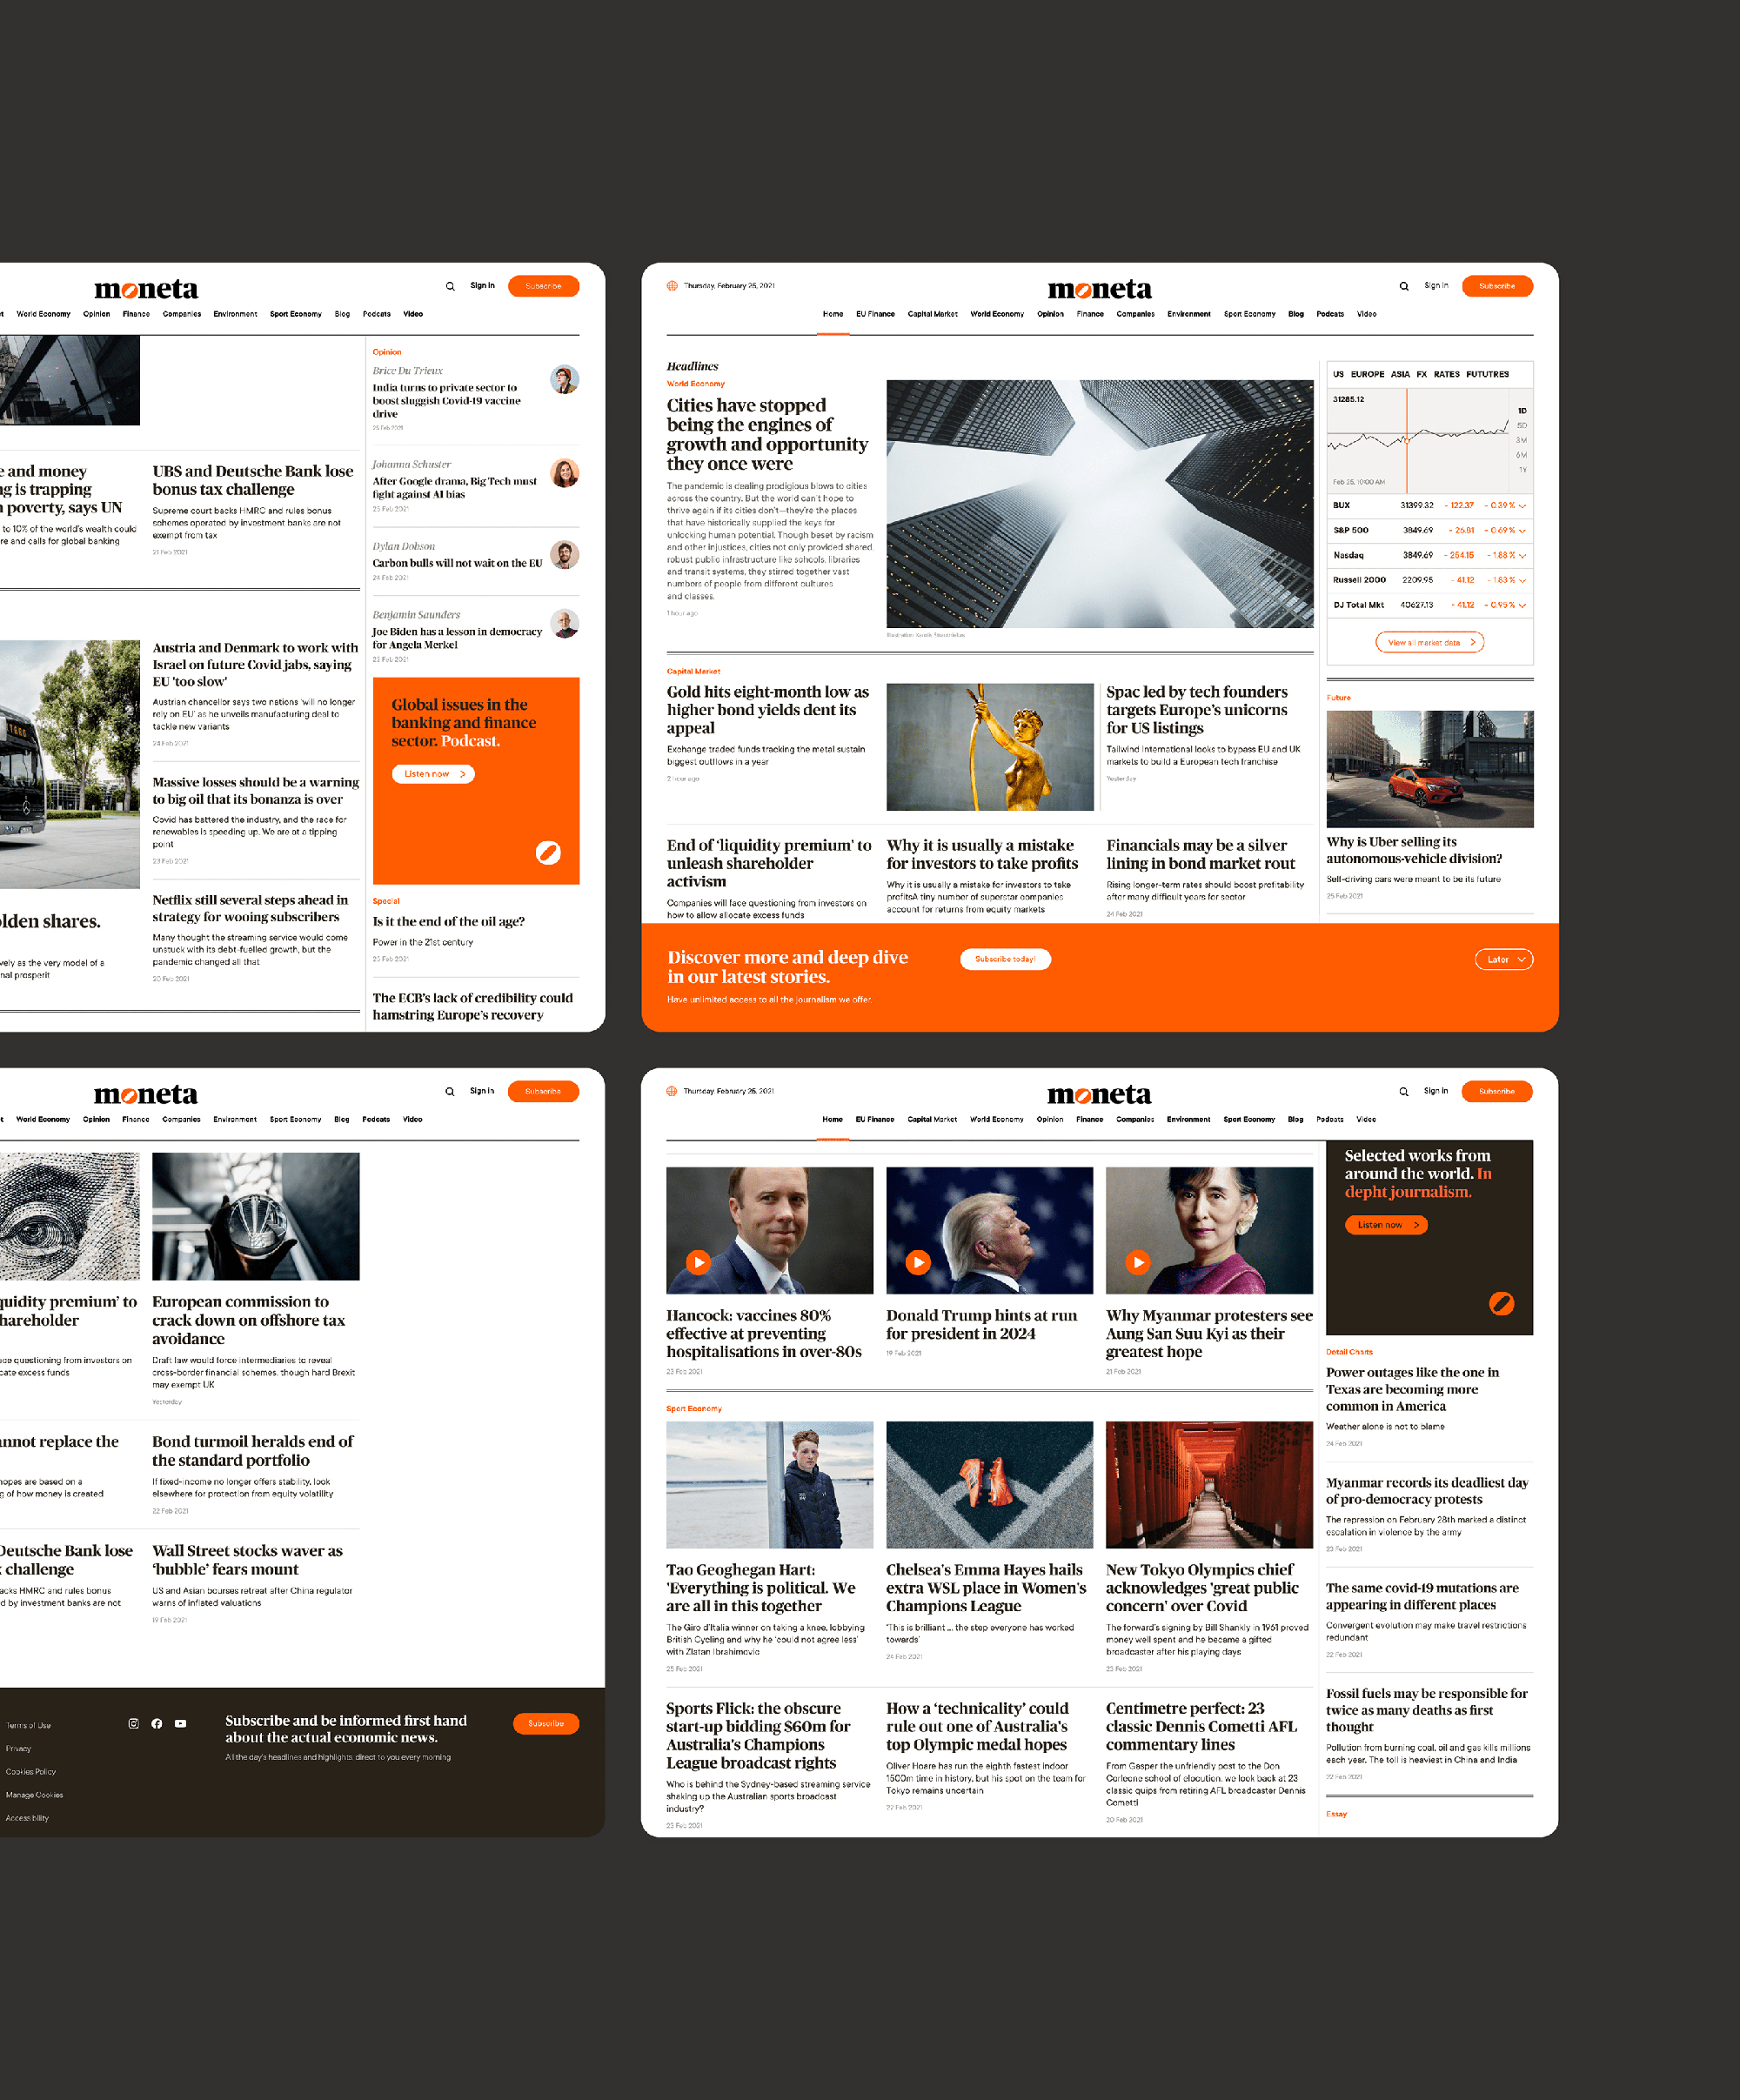 moneta
Sign in
Subscribe
World Economy Opinion Finance Companies Environment Sport Economy Blog Podcats Video
e and money
g is trapping
poverty, says UN
to 10% of the world's wealth could
re and calls for global banking
UBS and Deutsche Bank lose
bonus tax challenge
Supreme court backs HMRC and rules bonus
schemes operated by investment banks are not
exempt from tax
21 Feb 2021
lden shares.
vely as the very model of a
nal prosperit
Austria and Denmark to work with
Israel on future Covid jabs, saying
EU 'too slow'
Austrian chancellor says two nations 'will no longer
rely on EU' as he unveils manufacturing deal to
tackle new variants
24 Feb 2021
Massive losses should be a warning
to big oil that its bonanza is over
Covid has battered the industry, and the race for
renewables is speeding up. We are at a tipping
point
23 Feb 2021
Netflix still several steps ahead in
strategy for wooing subscribers
Many thought the streaming service would come
unstuck with its debt-fuelled growth, but the
pandemic changed all that
20 Feb 2021
Opinion
Brice Du Trieux
India turns to private sector to
boost sluggish Covid-19 vaccine
drive
25 Feb 2021
Johanna Schuster
After Google drama, Big Tech must
fight against AI bias
25 Feb 2021
Dylan Dobson
Carbon bulls will not wait on the EU
24 Feb 2021
Benjamin Saunders
Joe Biden has a lesson in democracy
for Angela Merkel
22 Feb 2021
Global issues in the
banking and finance
sector. Podcast.
Listen now
Special
Is it the end of the oil age?
Power in the 21st century
25 Feb 2021
The ECB's lack of credibility could
hamstring Europe's recovery
Thursday, February 25, 2021
moneta
Sign in
Subscribe
Home EU Finance Capital Market World Economy Opinion Finance Companies Environment Sport Economy Blog Podcats Video
Headlines
World Economy
Cities have stopped
being the engines of
growth and opportunity
they once were
The pandemic is dealing prodigious blows to cities
across the country. But the world can't hope to
thrive again if its cities don't—they're the places
that have historically supplied the keys for
unlocking human potential. Though beset by racism
and other injustices, cities not only provided shared,
robust public infrastructure like schools, libraries
and transit systems, they stirred together vast
numbers of people from different cultures
and classes.
1 hour ago
US EUROPE ASIA FX RATES FUTUTRES
31285.12
1D
5D
3M
6M
1Y
Feb 25, 10:00 AM
BUX 31399.32 - 122.37 - 0.39 %
S&P 500 3849.69 - 26.81 - 0.69 %
Nasdaq 3849.69 - 264.15 - 1.88 %
Russell 2000 2209.95 - 41.12 - 1.83 %
DJ Total Mkt 40627.13 - 41.12 - 0.95 %
View all market data
Capital Market
Gold hits eight-month low as
higher bond yields dent its
appeal
Exchange traded funds tracking the metal sustain
biggest outflows in a year
2 hour ago
Spac led by tech founders
targets Europe's unicorns
for US listings
Tailwind International looks to bypass EU and UK
markets to build a European tech franchise
Yesterday
End of 'liquidity premium' to
unleash shareholder
activism
Companies will face questioning from investors on
how to allow allocate excess funds
Why it is usually a mistake
for investors to take profits
Why it is usually a mistake for investors to take
profitsA tiny number of superstar companies
account for returns from equity markets
Financials may be a silver
lining in bond market rout
Rising longer-term rates should boost profitability
after many difficult years for sector
24 Feb 2021
Future
Why is Uber selling its
autonomous-vehicle division?
Self-driving cars were meant to be its future
25 Feb 2021
Discover more and deep dive
in our latest stories.
Have unlimited access to all the journalism we offer.
Subscribe today!
Later
moneta
Sign in
Subscribe
World Economy Opinion Finance Companies Environment Sport Economy Blog Podcats Video
quidity premium' to
hareholder
ace questioning from investors on
cate excess funds
European commission to
crack down on offshore tax
avoidance
Draft law would force intermediaries to reveal
cross-border financial schemes, though hard Brexit
may exempt UK
Yesterday
annot replace the
hopes are based on a
g of how money is created
Bond turmoil heralds end of
the standard portfolio
If fixed-income no longer offers stability, look
elsewhere for protection from equity volatility
22 Feb 2021
Deutsche Bank lose
challenge
acks HMRC and rules bonus
d by investment banks are not
Wall Street stocks waver as
'bubble' fears mount
US and Asian bourses retreat after China regulator
warns of inflated valuations
19 Feb 2021
Terms of Use
Privacy
Cookies Policy
Manage Cookies
Accessibility
Subscribe and be informed first hand
about the actual economic news.
All the day's headlines and highlights, direct to you every morning
Subscribe
Thursday, February 25, 2021
moneta
Sign in
Subscribe
Home EU Finance Capital Market World Economy Opinion Finance Companies Environment Sport Economy Blog Podcats Video
Hancock: vaccines 80%
effective at preventing
hospitalisations in over-80s
23 Feb 2021
Donald Trump hints at run
for president in 2024
19 Feb 2021
Why Myanmar protesters see
Aung San Suu Kyi as their
greatest hope
21 Feb 2021
Sport Economy
Tao Geoghegan Hart:
'Everything is political. We
are all in this together
The Giro d'Italia winner on taking a knee, lobbying
British Cycling and why he 'could not agree less'
with Zlatan Ibrahimovic
25 Feb 2021
Chelsea's Emma Hayes hails
extra WSL place in Women's
Champions League
'This is brilliant ... the step everyone has worked
towards'
24 Feb 2021
New Tokyo Olympics chief
acknowledges 'great public
concern' over Covid
The forward's signing by Bill Shankly in 1961 proved
money well spent and he became a gifted
broadcaster after his playing days
23 Feb 2021
Sports Flick: the obscure
start-up bidding $60m for
Australia's Champions
League broadcast rights
Who is behind the Sydney-based streaming service
shaking up the Australian sports broadcast
industry?
23 Feb 2021
How a 'technicality' could
rule out one of Australia's
top Olympic medal hopes
Oliver Hoare has run the eighth fastest indoor
1500m time in history, but his spot on the team for
Tokyo remains uncertain
22 Feb 2021
Centimetre perfect: 23
classic Dennis Cometti AFL
commentary lines
From Gasper the unfriendly post to the Don
Corleone school of elocution, we look back at 23
classic quips from retiring AFL broadcaster Dennis
Cometti
20 Feb 2021
Selected works from
around the world. In
depht journalism.
Listen now
Detail Charts
Power outages like the one in
Texas are becoming more
common in America
Weather alone is not to blame
24 Feb 2021
Myanmar records its deadliest day
of pro-democracy protests
The repression on February 28th marked a distinct
escalation in violence by the army
23 Feb 2021
The same covid-19 mutations are
appearing in different places
Convergent evolution may make travel restrictions
redundant
22 Feb 2021
Fossil fuels may be responsible for
twice as many deaths as first
thought
Pollution from burning coal, oil and gas kills millions
each year. The toll is heaviest in China and India
22 Feb 2021
Essay